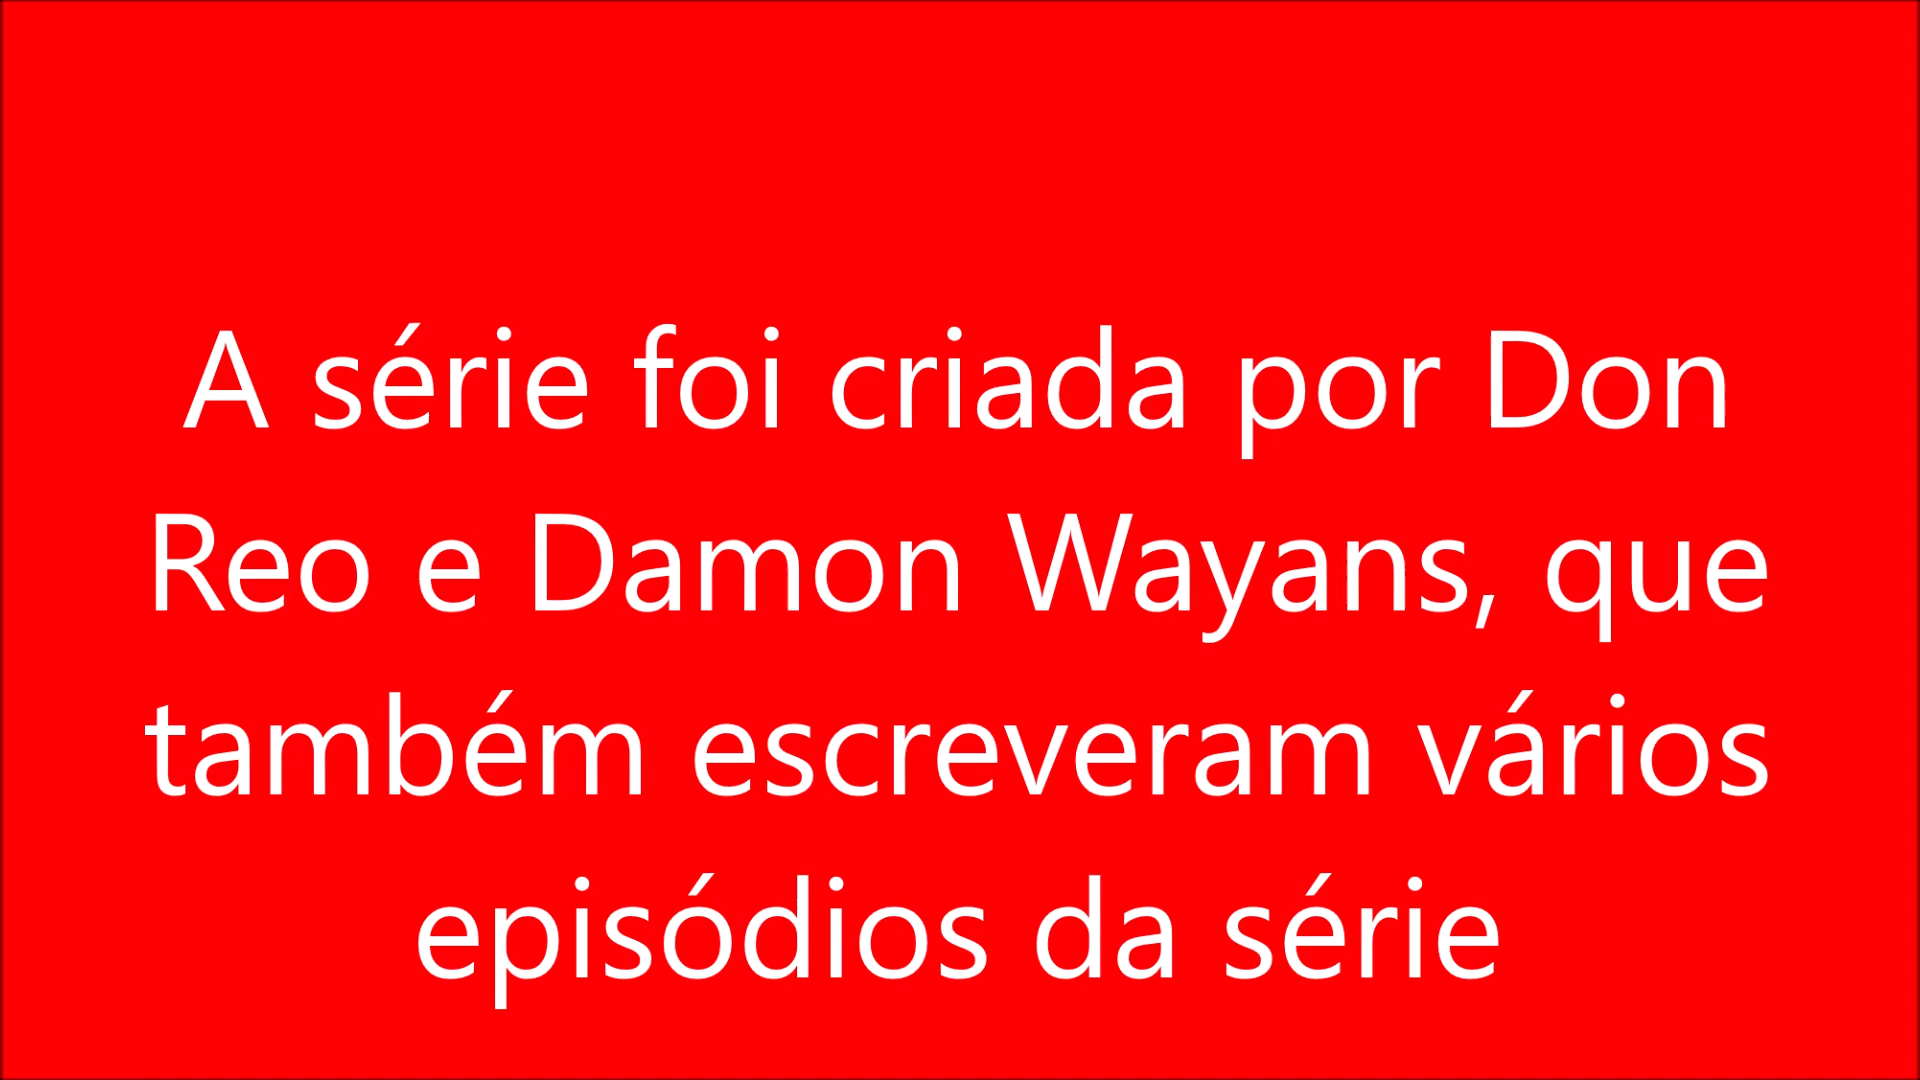 A série foi criada por Don
Reo e Damon Wayans, que
também escreveram vários
episódios da série